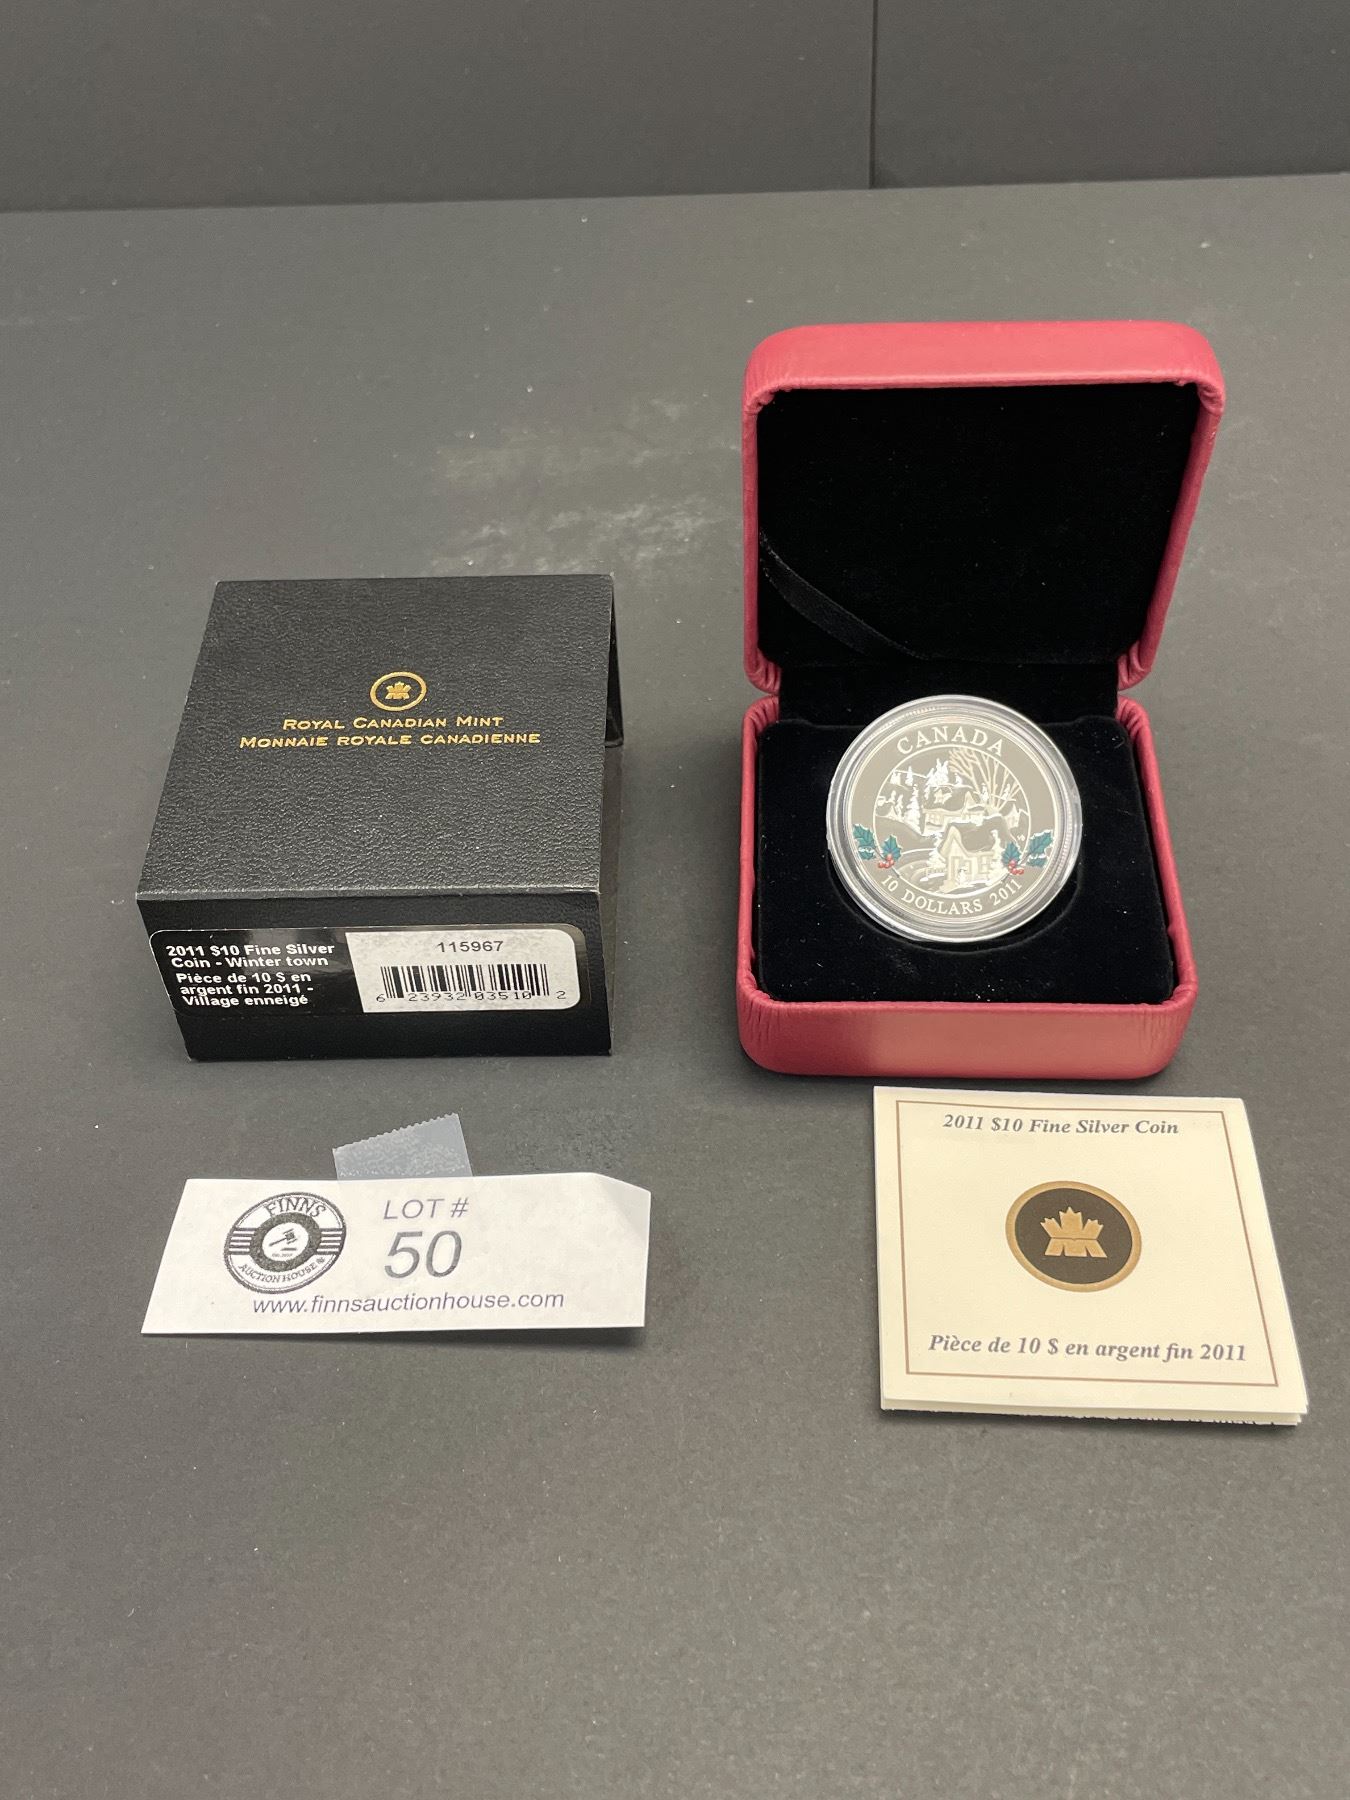 ROYAL CANADIAN MINT
MONNAIE ROYALE CANADIENNE
2011 $10 Fine Silver
Coin - Winter town
Pièce de 10 $ en
argent fin 2011 -
Village enneigé
115967
6 23932 03510 2
CANADA
10 DOLLARS 2011
2011 $10 Fine Silver Coin
Pièce de 10 $ en argent fin 2011
FINNS
AUCTION HOUSE
LOT #
50
www.finnsauctionhouse.com